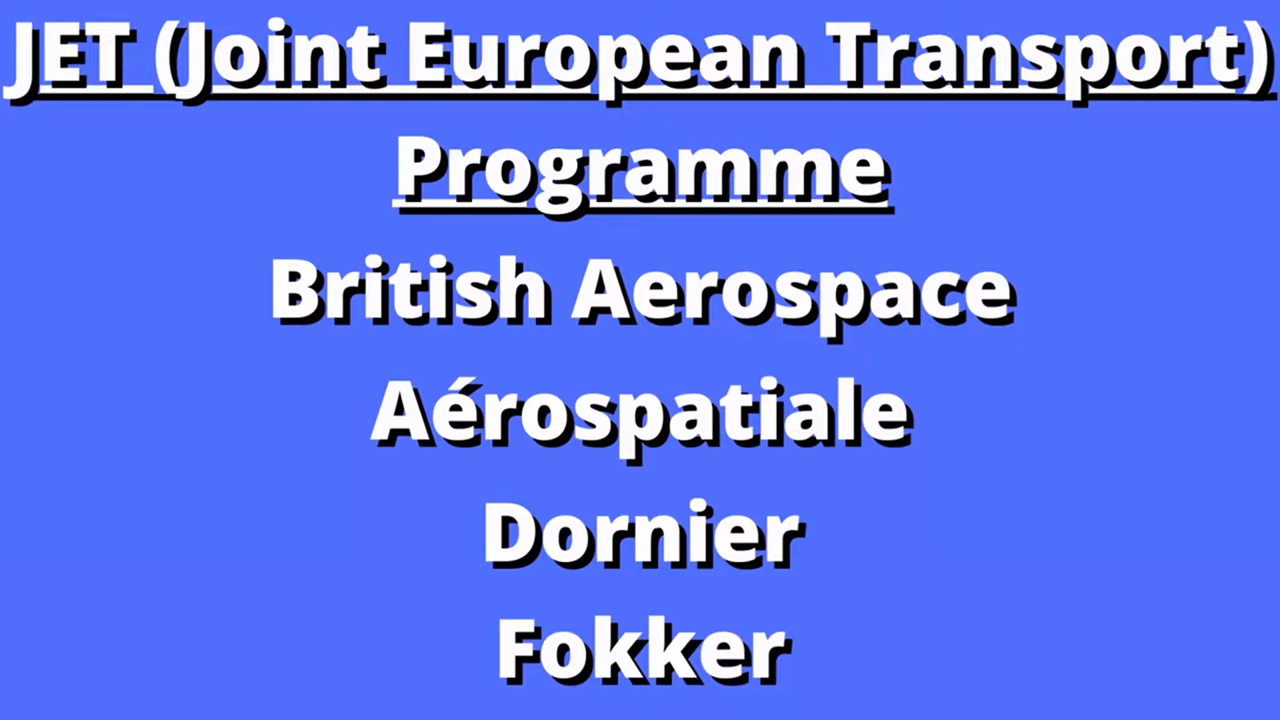 JET (Joint European Transport)
Programme
British Aerospace
Aérospatiale
Dornier
Fokker